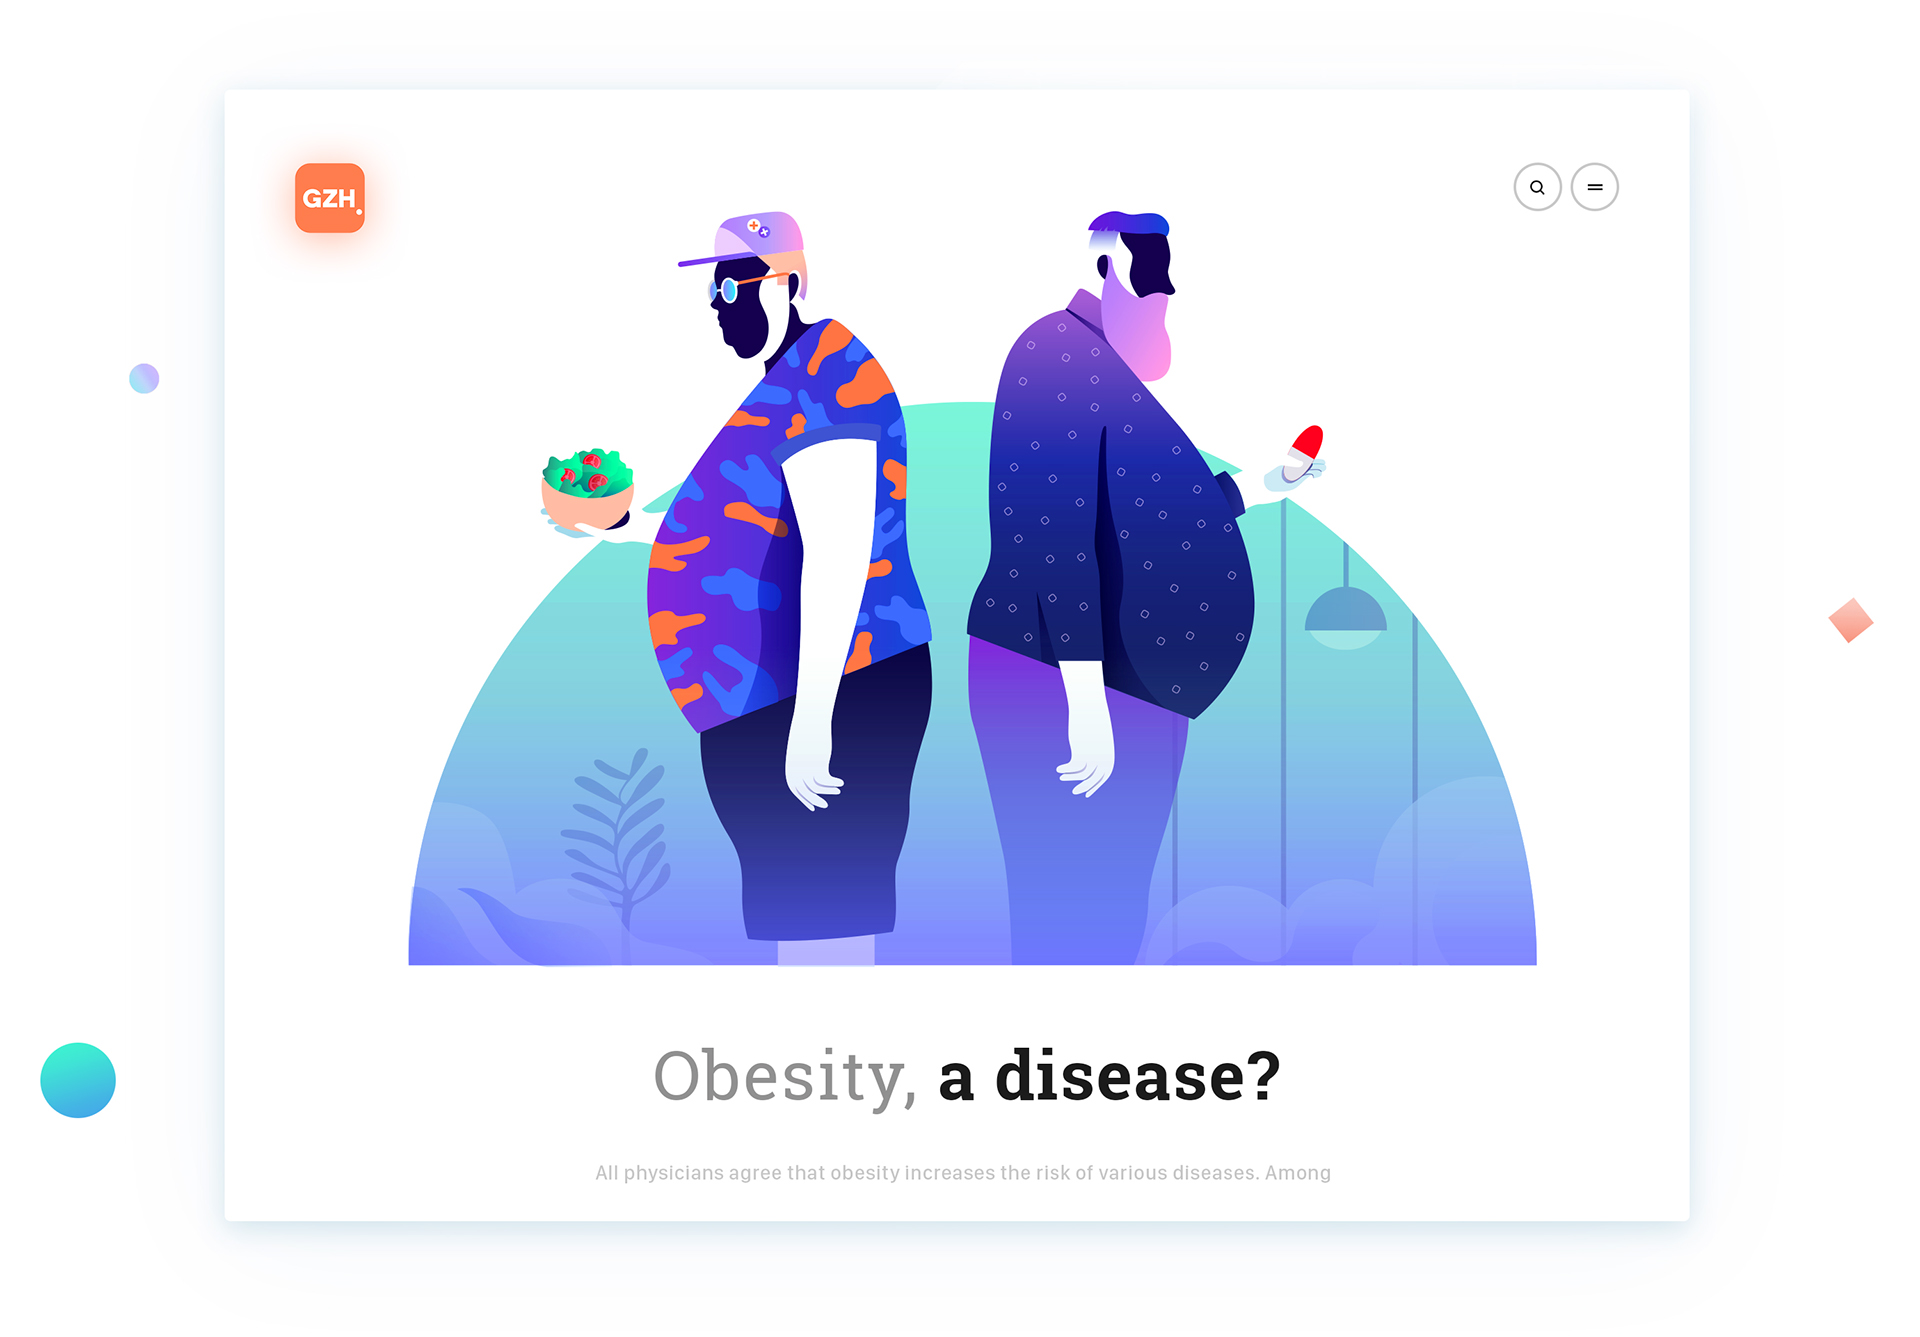 GZH.
Obesity, a disease?
All physicians agree that obesity increases the risk of various diseases. Among